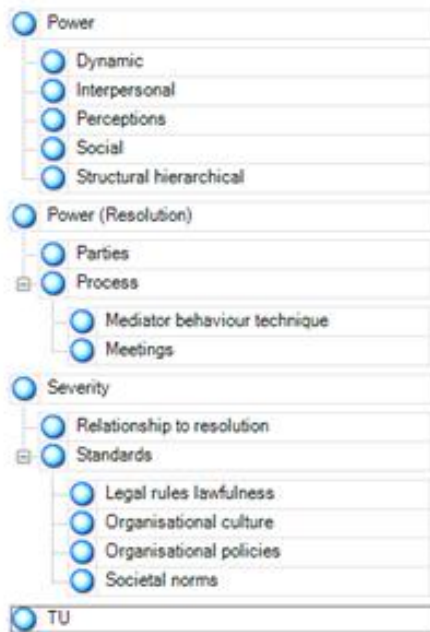 Power
Dynamic
Interpersonal
Perceptions
Social
Structural hierarchical
Power (Resolution)
Parties
Process
Mediator behaviour technique
Meetings
Severity
Relationship to resolution
Standards
Legal rules lawfulness
Organisational culture
Organisational policies
Societal norms
TU